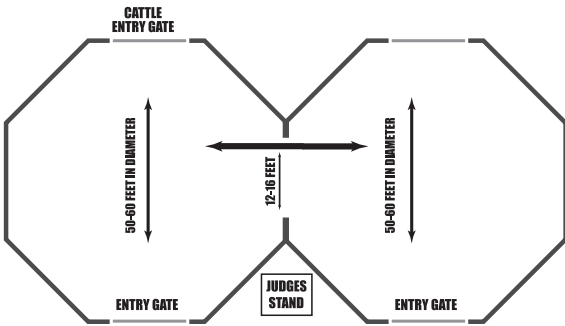 CATTLE
ENTRY GATE
50-60 FEET IN DIAMETER
12-16 FEET
50-60 FEET IN DIAMETER
ENTRY GATE
JUDGES
STAND
ENTRY GATE